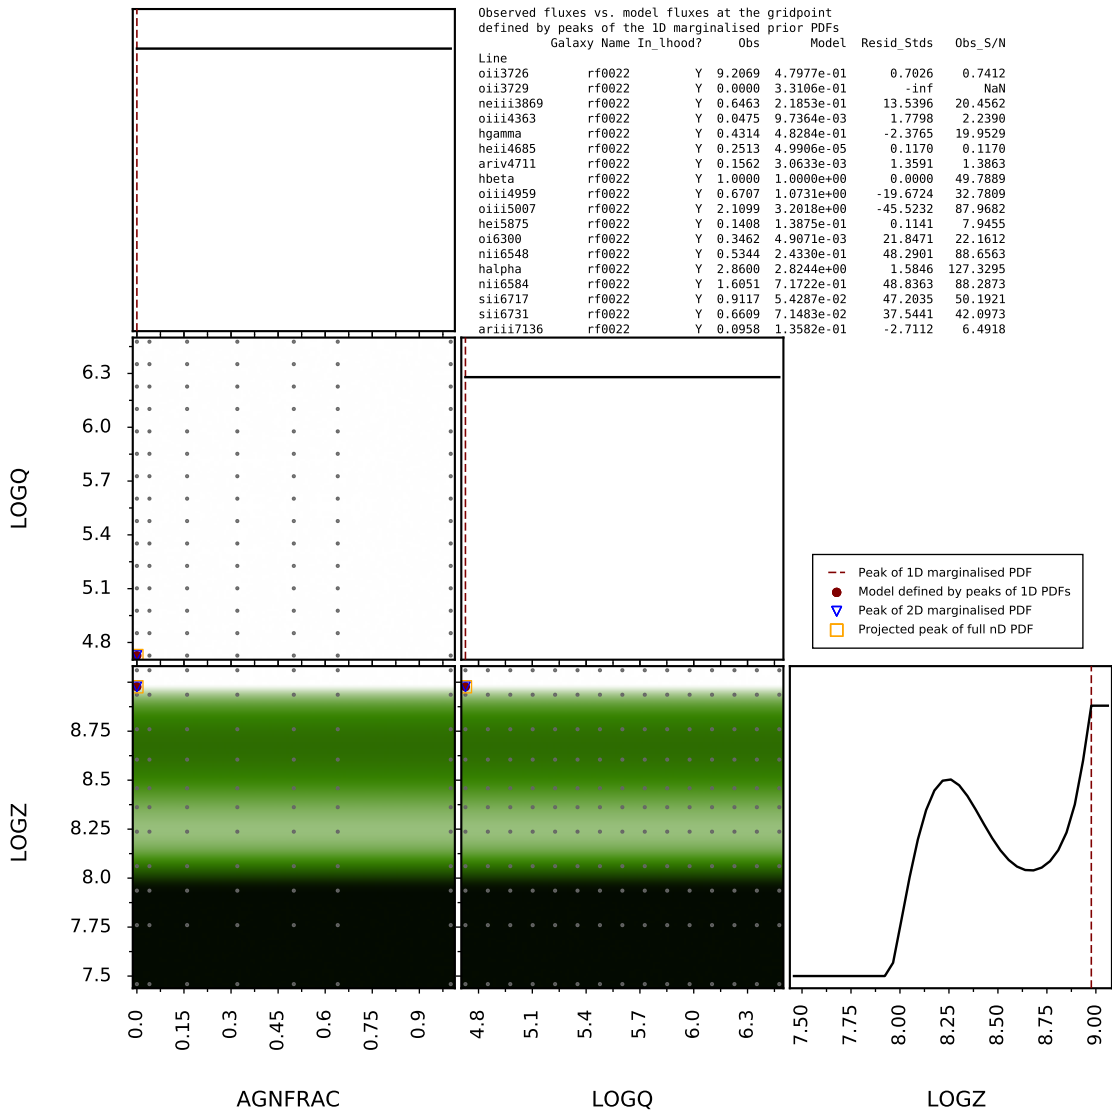 Observed fluxes vs. model fluxes at the gridpoint
defined by peaks of the 1D marginalised prior PDFs
Galaxy Name In_lhood? Obs Model Resid_Stds Obs_S/N
Line
oii3726 rf0022 Y 9.2069 4.7977e-01 0.7026 0.7412
oii3729 rf0022 Y 0.0000 3.3106e-01 -inf NaN
neiii3869 rf0022 Y 0.6463 2.1853e-01 13.5396 20.4562
oiii4363 rf0022 Y 0.0475 9.7364e-03 1.7798 2.2390
hgamma rf0022 Y 0.4314 4.8284e-01 -2.3765 19.9529
heii4685 rf0022 Y 0.2513 4.9906e-05 0.1170 0.1170
ariv4711 rf0022 Y 0.1562 3.0633e-03 1.3591 1.3863
hbeta rf0022 Y 1.0000 1.0000e+00 0.0000 49.7889
oiii4959 rf0022 Y 0.6707 1.0731e+00 -19.6724 32.7809
oiii5007 rf0022 Y 2.1099 3.2018e+00 -45.5232 87.9682
hei5875 rf0022 Y 0.1408 1.3875e-01 0.1141 7.9455
oi6300 rf0022 Y 0.3462 4.9071e-03 21.8471 22.1612
nii6548 rf0022 Y 0.5344 2.4330e-01 48.2901 88.6563
halpha rf0022 Y 2.8600 2.8244e+00 1.5846 127.3295
nii6584 rf0022 Y 1.6051 7.1722e-01 48.8363 88.2873
sii6717 rf0022 Y 0.9117 5.4287e-02 47.2035 50.1921
sii6731 rf0022 Y 0.6609 7.1483e-02 37.5441 42.0973
ariii7136 rf0022 Y 0.0958 1.3582e-01 -2.7112 6.4918
LOGQ
6.3
6.0
5.7
5.4
5.1
4.8
Peak of 1D marginalised PDF
Model defined by peaks of 1D PDFs
Peak of 2D marginalised PDF
Projected peak of full nD PDF
LOGZ
8.75
8.5
8.25
8.0
7.75
7.5
0.0 0.15 0.3 0.45 0.6 0.75 0.9
4.8 5.1 5.4 5.7 6.0 6.3
7.50 7.75 8.00 8.25 8.50 8.75 9.00
AGNFRAC LOGQ LOGZ